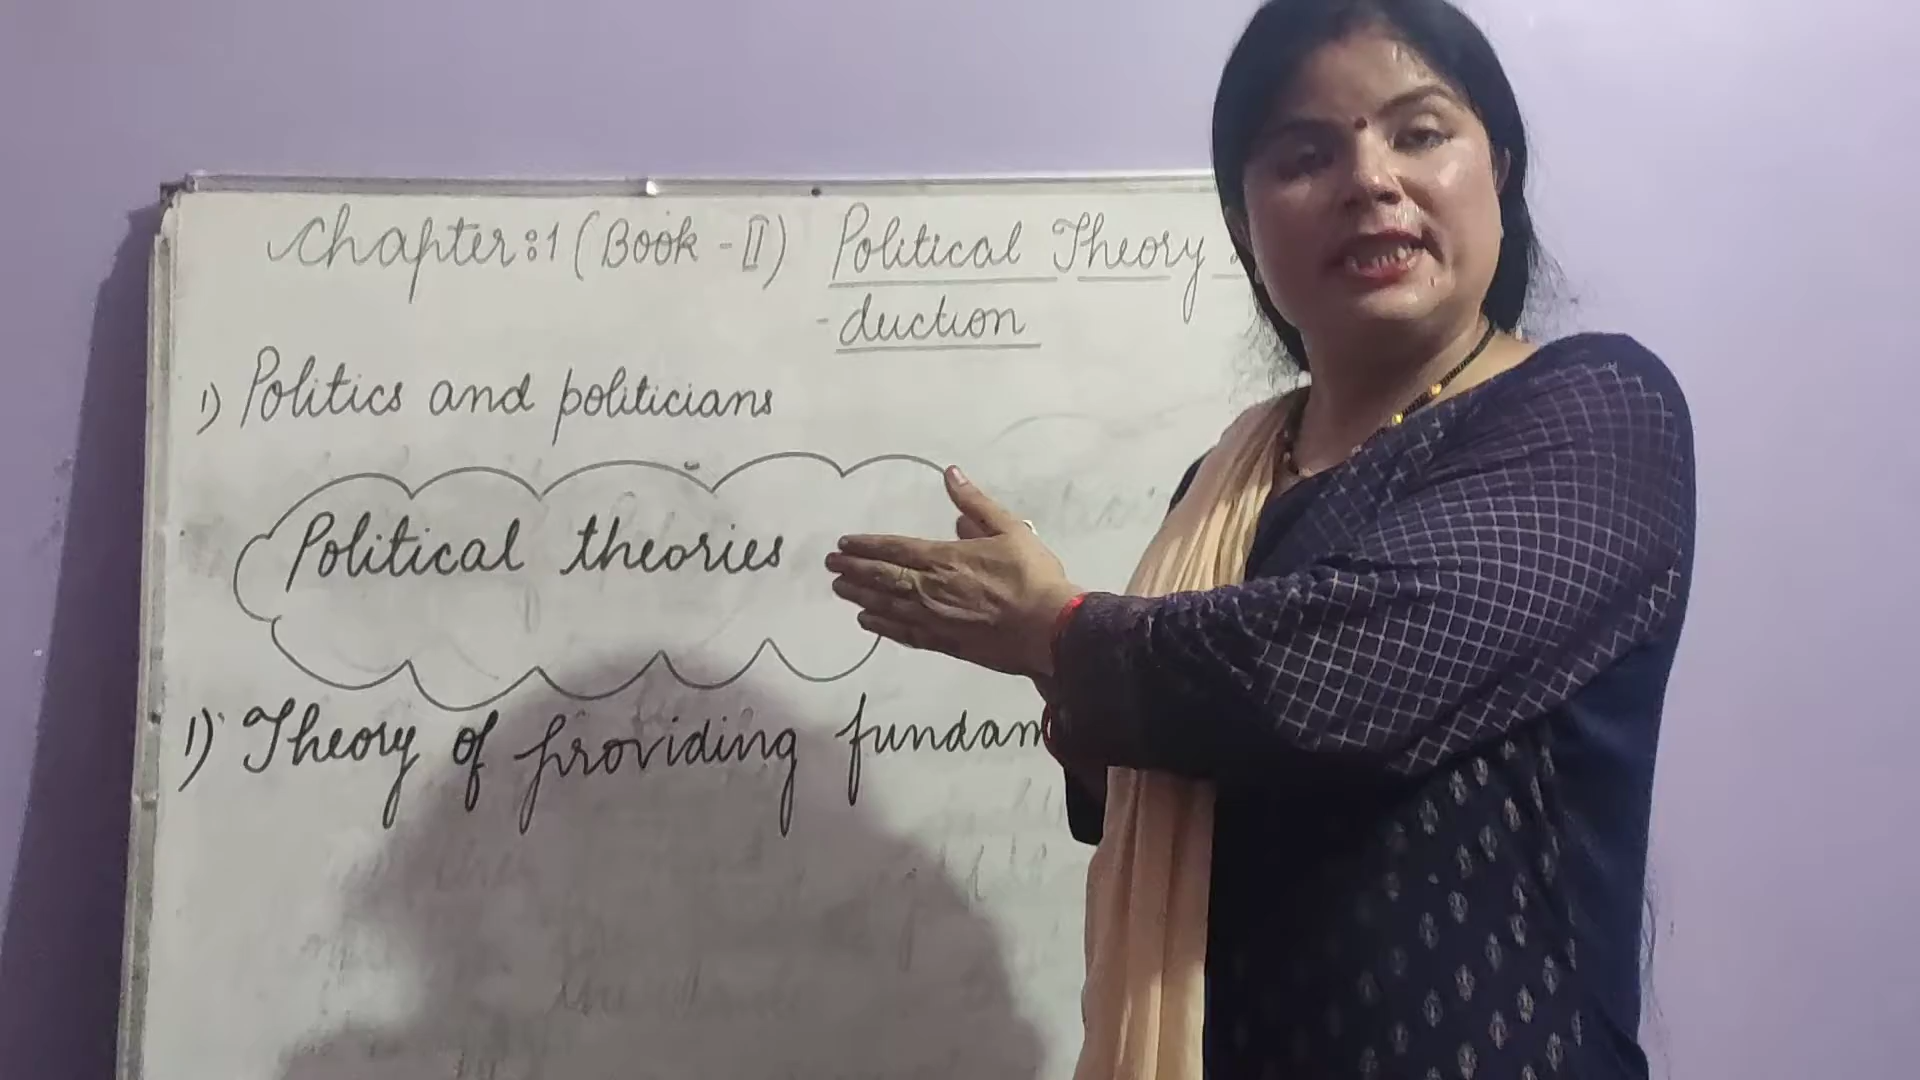 Chapter:1 (Book-II) Political Theory
-duction
1) Politics and politicians
Political theories
1) Theory of providing fundam